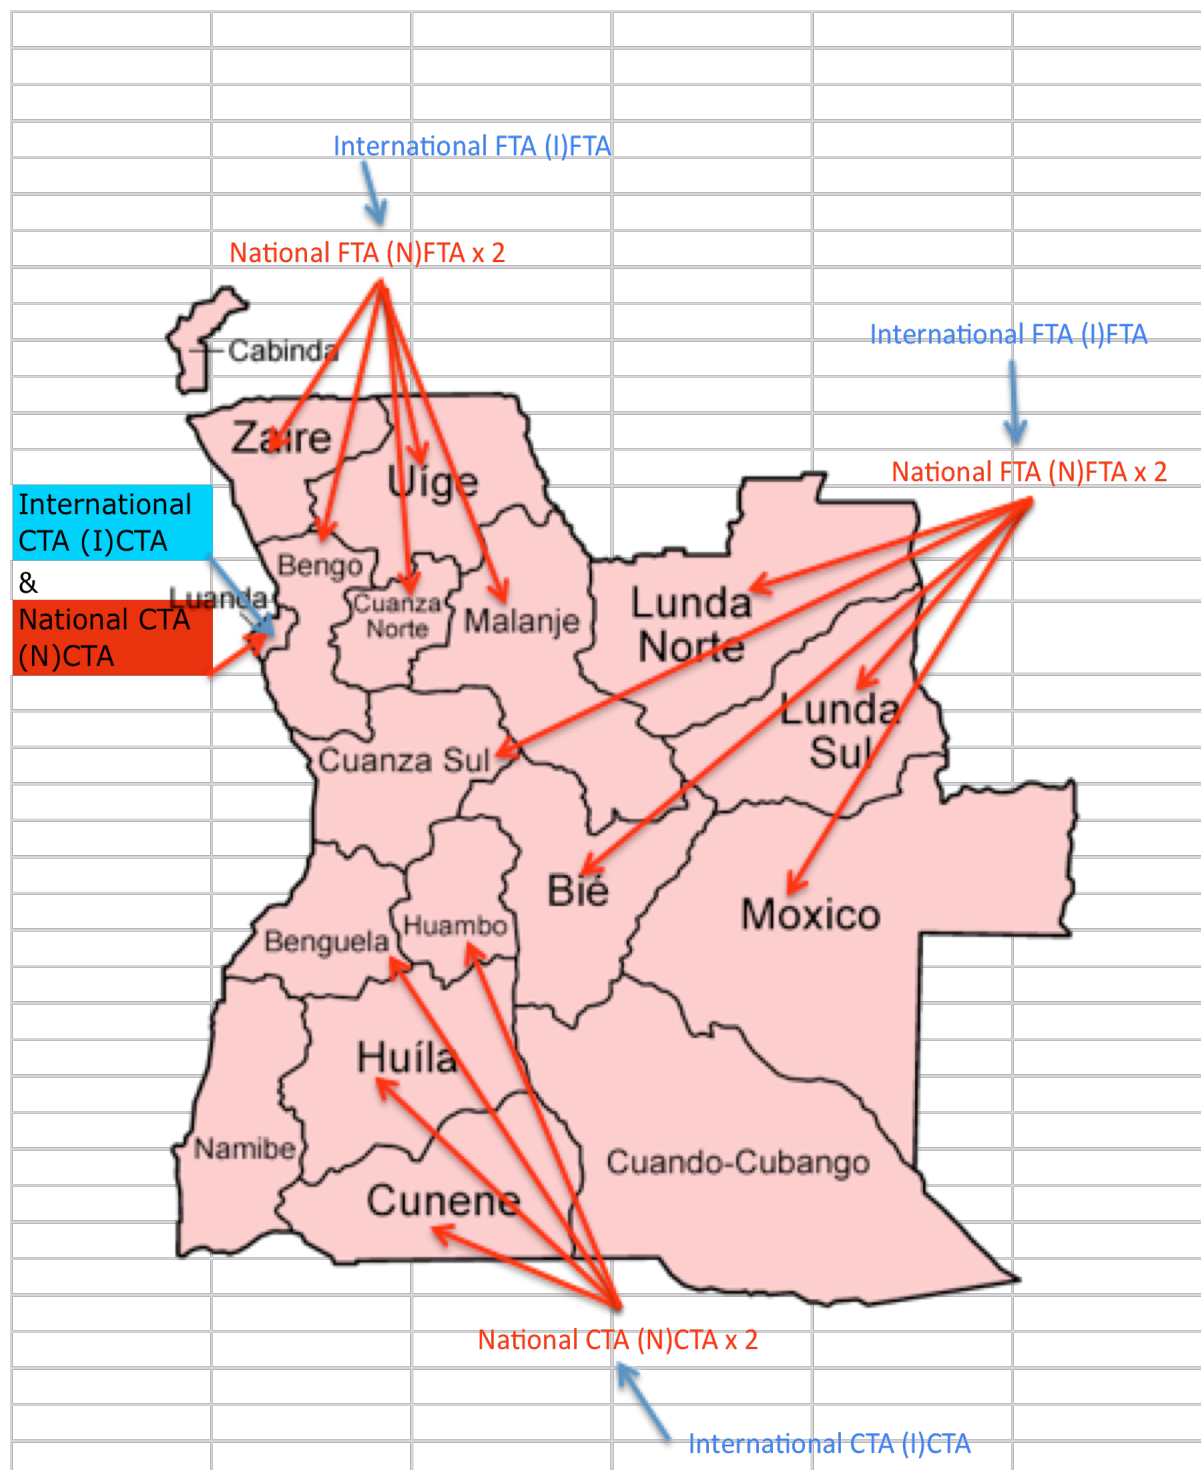 International FTA (I)FTA
National FTA (N)FTA x 2
International FTA (I)FTA
Cabinda
Zaire
National FTA (N)FTA x 2
Uíge
International
CTA (I)CTA
&
Bengo
Luanda
National CTA
(N)CTA
Cuanza
Norte
Malanje
Lunda
Norte
Lunda
Sul
Cuanza Sul
Bié
Moxico
Huambo
Benguela
Huíla
Namibe
Cuando-Cubango
Cunene
National CTA (N)CTA x 2
International CTA (I)CTA